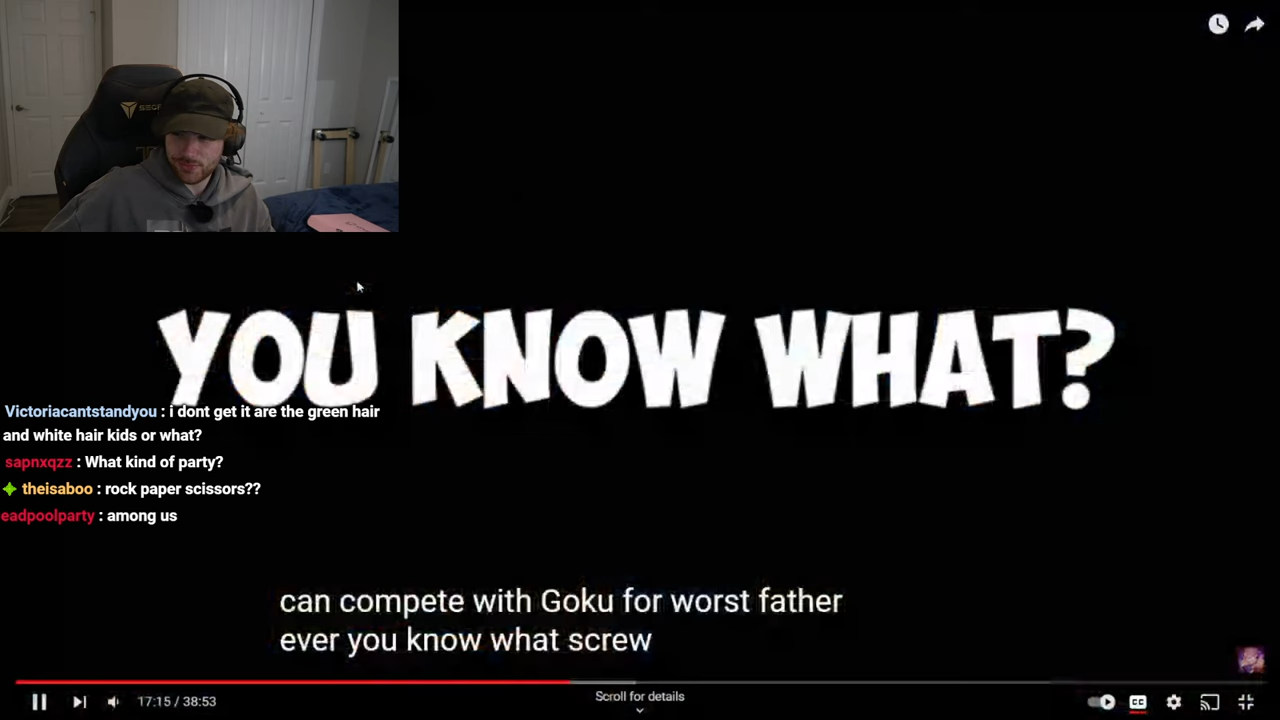 YOU KNOW WHAT?
Victoriacantstandyou : i dont get it are the green hair
and white hair kids or what?
sapnxqzz : What kind of party?
theisaboo : rock paper scissors??
eadpoolparty : among us
can compete with Goku for worst father
ever you know what screw
17:15 / 38:53
Scroll for details
CC